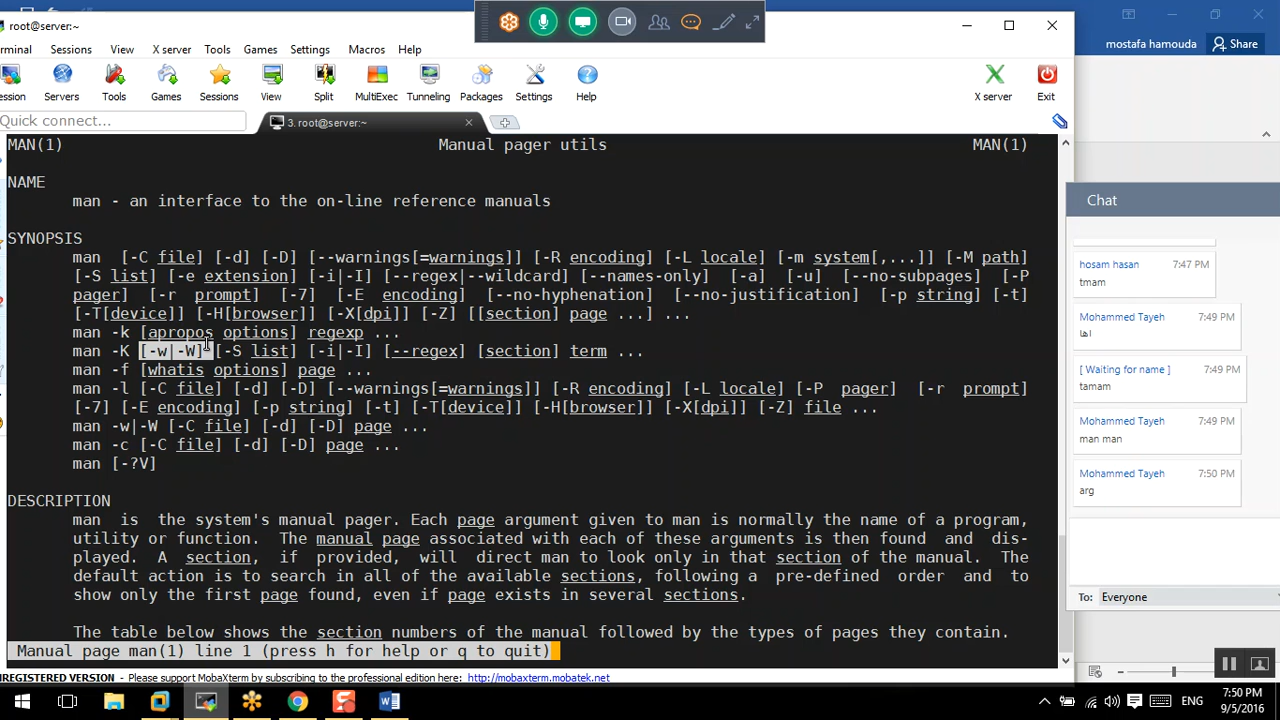 root@server:~
mostafa hamouda
Share
Sessions View X server Tools Games Settings Macros Help
Servers Tools Games Sessions View Split MultiExec Tunneling Packages Settings Help X server Exit
Quick connect...
3. root@server:~
MAN(1) Manual pager utils MAN(1)
NAME
man - an interface to the on-line reference manuals
SYNOPSIS
man [-C file] [-d] [-D] [--warnings[=warnings]] [-R encoding] [-L locale] [-m system[,...]] [-M path]
[-S list] [-e extension] [-i|-I] [--regex|--wildcard] [--names-only] [-a] [-u] [--no-subpages] [-P
pager] [-r prompt] [-7] [-E encoding] [--no-hyphenation] [--no-justification] [-p string] [-t]
[-T[device]] [-H[browser]] [-X[dpi]] [-Z] [[section] page ...] ...
man -k [apropos options] regexp ...
man -K [-w|-W] [-S list] [-i|-I] [--regex] [section] term ...
man -f [whatis options] page ...
man -l [-C file] [-d] [-D] [--warnings[=warnings]] [-R encoding] [-L locale] [-P pager] [-r prompt]
[-7] [-E encoding] [-p string] [-t] [-T[device]] [-H[browser]] [-X[dpi]] [-Z] file ...
man -w|-W [-C file] [-d] [-D] page ...
man -c [-C file] [-d] [-D] page ...
man [-?V]
DESCRIPTION
man is the system's manual pager. Each page argument given to man is normally the name of a program,
utility or function. The manual page associated with each of these arguments is then found and dis-
played. A section, if provided, will direct man to look only in that section of the manual. The
default action is to search in all of the available sections, following a pre-defined order and to
show only the first page found, even if page exists in several sections.
The table below shows the section numbers of the manual followed by the types of pages they contain.
Manual page man(1) line 1 (press h for help or q to quit)
REGISTERED VERSION - Please support MobaXterm by subscribing to the professional edition here: http://mobaxterm.mobatek.net
Chat
hosam hasan 7:47 PM
tmam
Mohammed Tayeh 7:49 PM
اها
[ Waiting for name ] 7:49 PM
tamam
Mohammed Tayeh 7:49 PM
man man
Mohammed Tayeh 7:50 PM
arg
To: Everyone
ENG
7:50 PM
9/5/2016